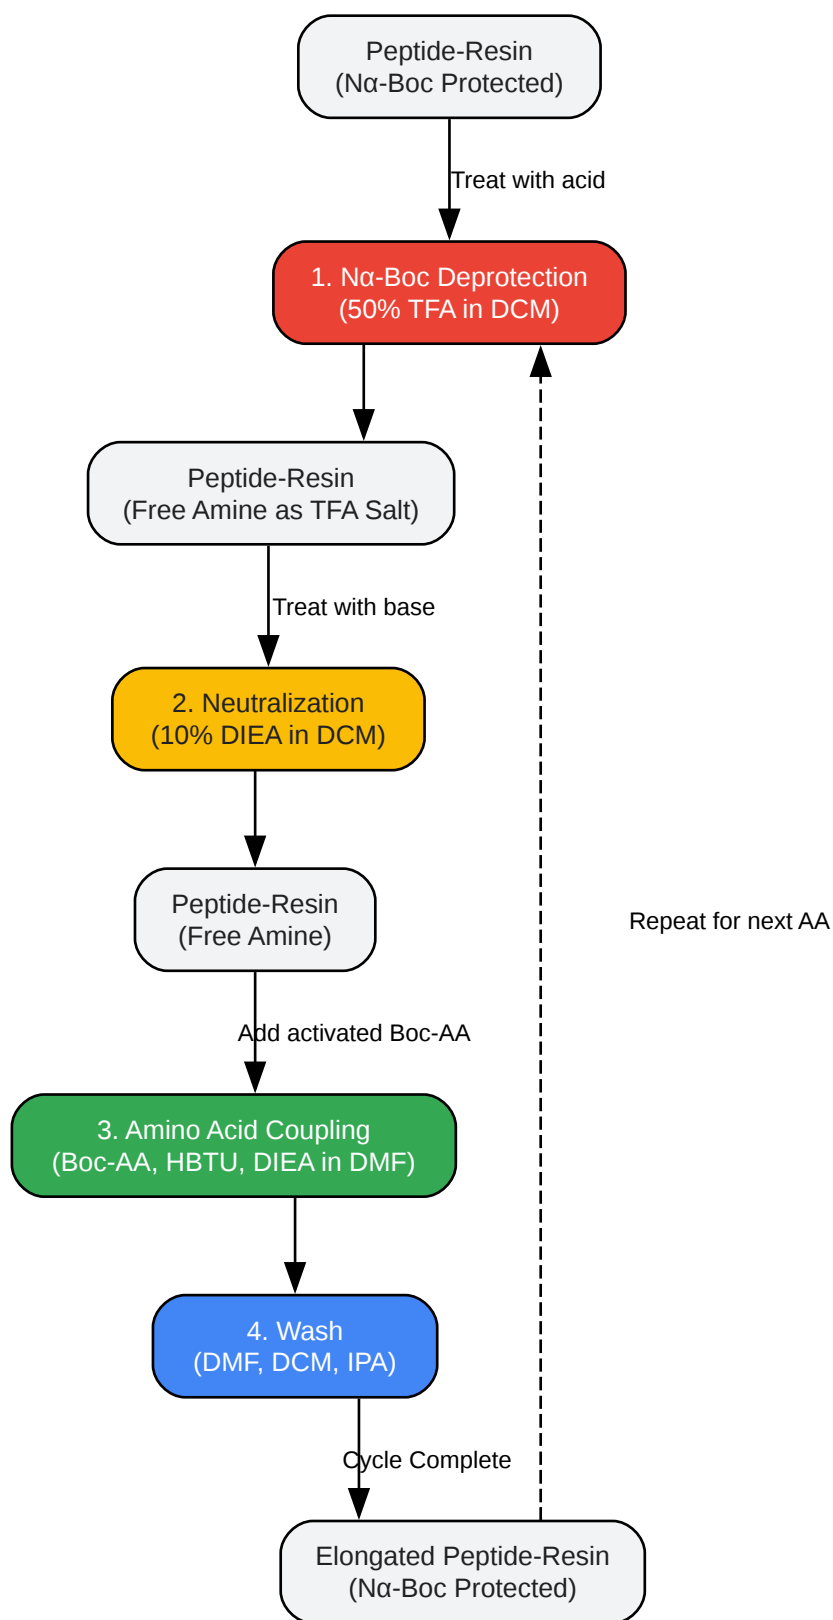 Peptide-Resin
(Nα-Boc Protected)
Treat with acid
1. Nα-Boc Deprotection
(50% TFA in DCM)
Peptide-Resin
(Free Amine as TFA Salt)
Treat with base
2. Neutralization
(10% DIEA in DCM)
Peptide-Resin
(Free Amine)
Repeat for next AA
Add activated Boc-AA
3. Amino Acid Coupling
(Boc-AA, HBTU, DIEA in DMF)
4. Wash
(DMF, DCM, IPA)
Cycle Complete
Elongated Peptide-Resin
(Nα-Boc Protected)